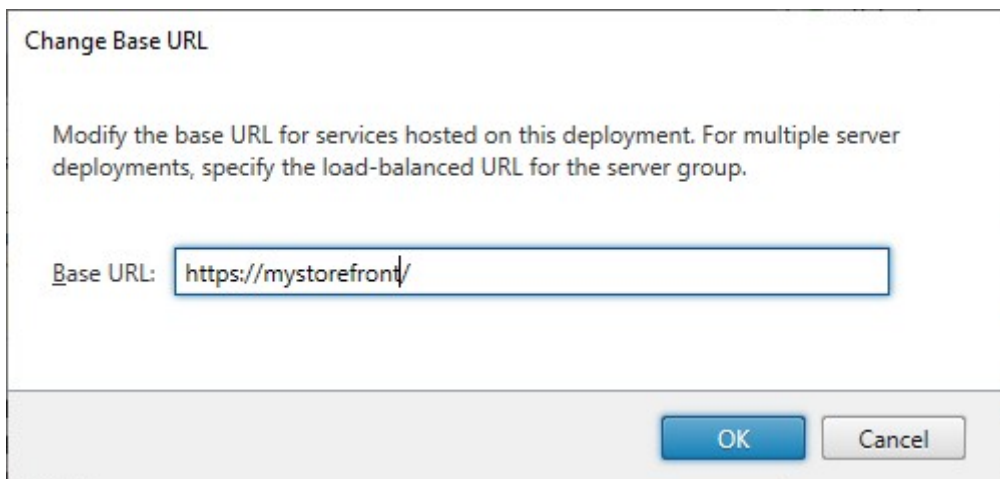 Change Base URL
Modify the base URL for services hosted on this deployment. For multiple server
deployments, specify the load-balanced URL for the server group.
Base URL: https://mystorefront/
OK Cancel